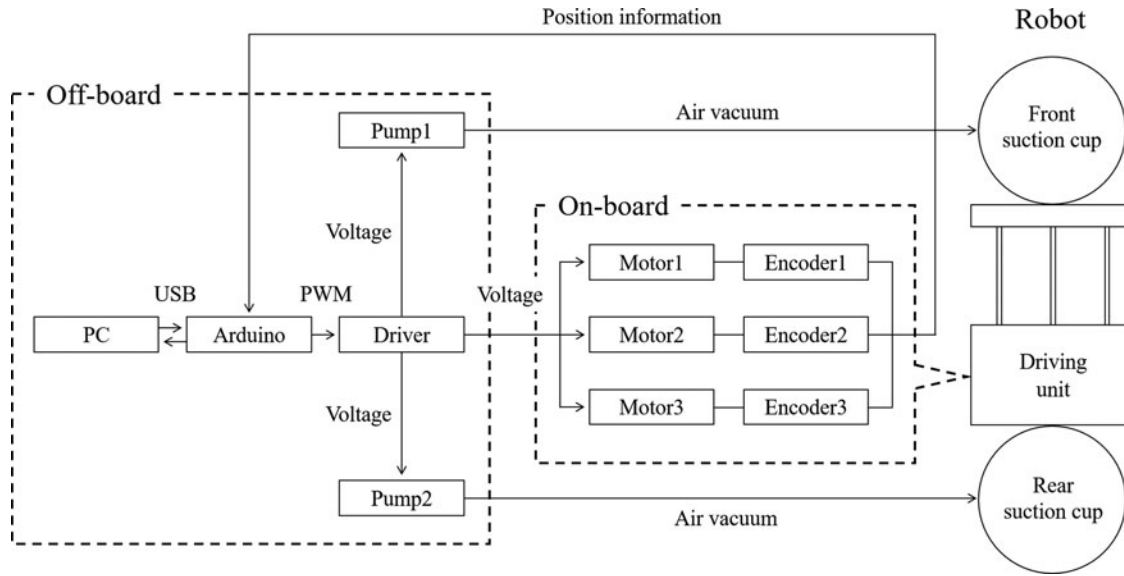 Position information
Robot
Off-board
Pump1
Air vacuum
Front
suction cup
On-board
Voltage
Motor1
Encoder1
USB
PWM
Voltage
PC
Arduino
Driver
Motor2
Encoder2
Driving
unit
Voltage
Motor3
Encoder3
Pump2
Air vacuum
Rear
suction cup